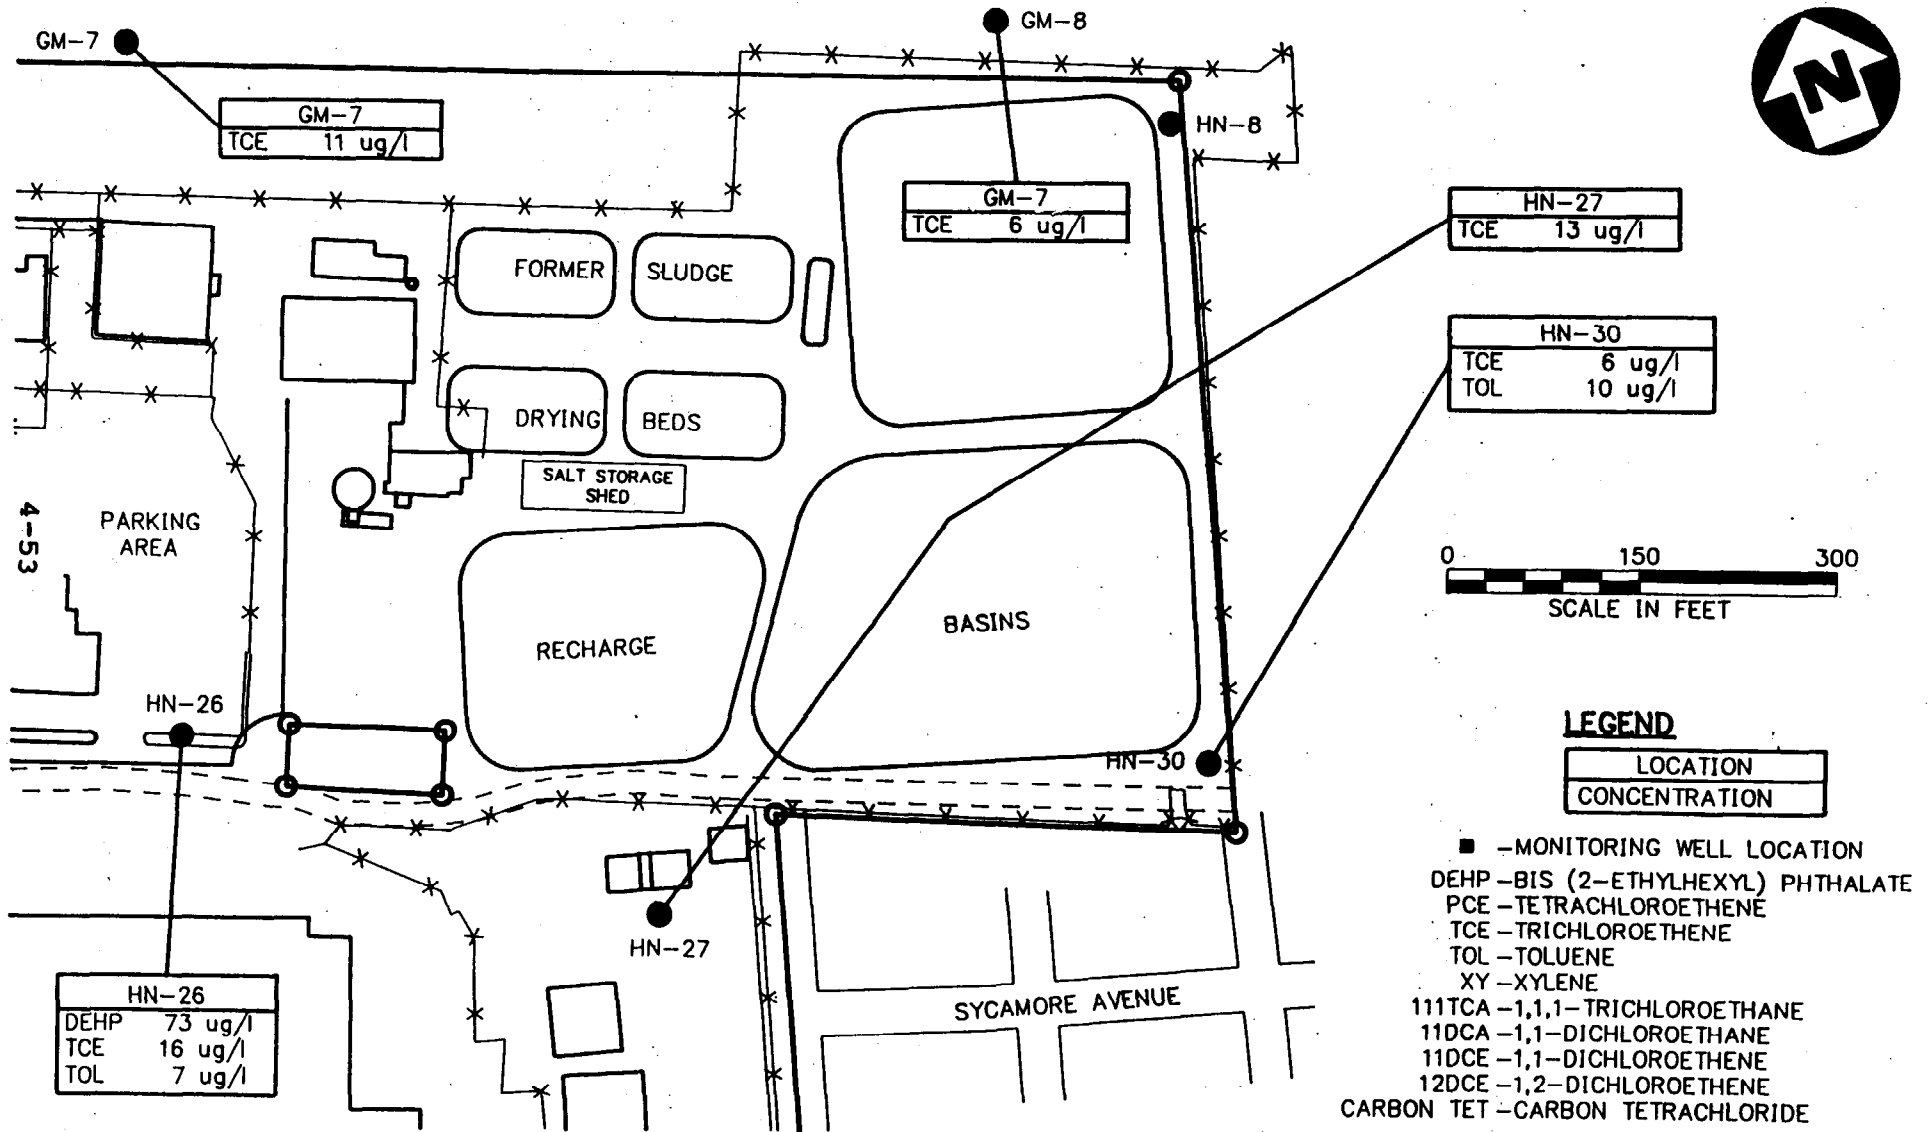 GM-7
GM-8
N
GM-7
TCE 11 ug/l
HN-8
GM-7
TCE 6 ug/l
HN-27
TCE 13 ug/l
HN-30
TCE 6 ug/l
TOL 10 ug/l
FORMER SLUDGE
DRYING BEDS
SALT STORAGE
SHED
4-53
PARKING
AREA
RECHARGE
BASINS
0 150 300
SCALE IN FEET
HN-26
HN-30
HN-27
HN-26
DEHP 73 ug/l
TCE 16 ug/l
TOL 7 ug/l
SYCAMORE AVENUE
LEGEND
LOCATION
CONCENTRATION
-MONITORING WELL LOCATION
DEHP -BIS (2-ETHYLHEXYL) PHTHALATE
PCE -TETRACHLOROETHENE
TCE -TRICHLOROETHENE
TOL -TOLUENE
XY -XYLENE
111TCA -1,1,1-TRICHLOROETHANE
11DCA -1,1-DICHLOROETHANE
11DCE -1,1-DICHLOROETHENE
12DCE -1,2-DICHLOROETHENE
CARBON TET -CARBON TETRACHLORIDE